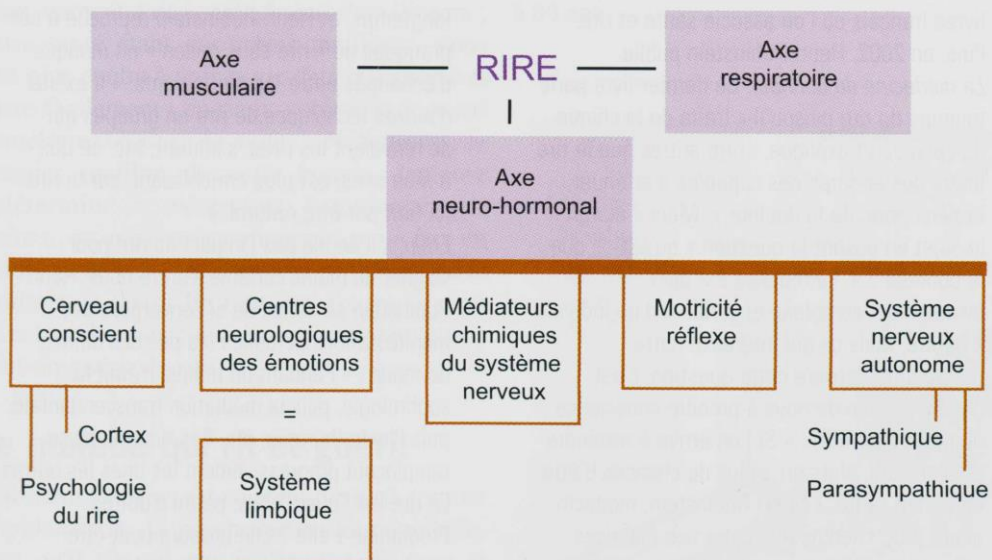 Axe
musculaire
RIRE
Axe
respiratoire
Axe
neuro-hormonal
Cerveau
conscient
Centres
neurologiques
des émotions
=
Système
limbique
Médiateurs
chimiques
du système
nerveux
Motricité
réflexe
Système
nerveux
autonome
Cortex
Psychologie
du rire
Sympathique
Parasympathique